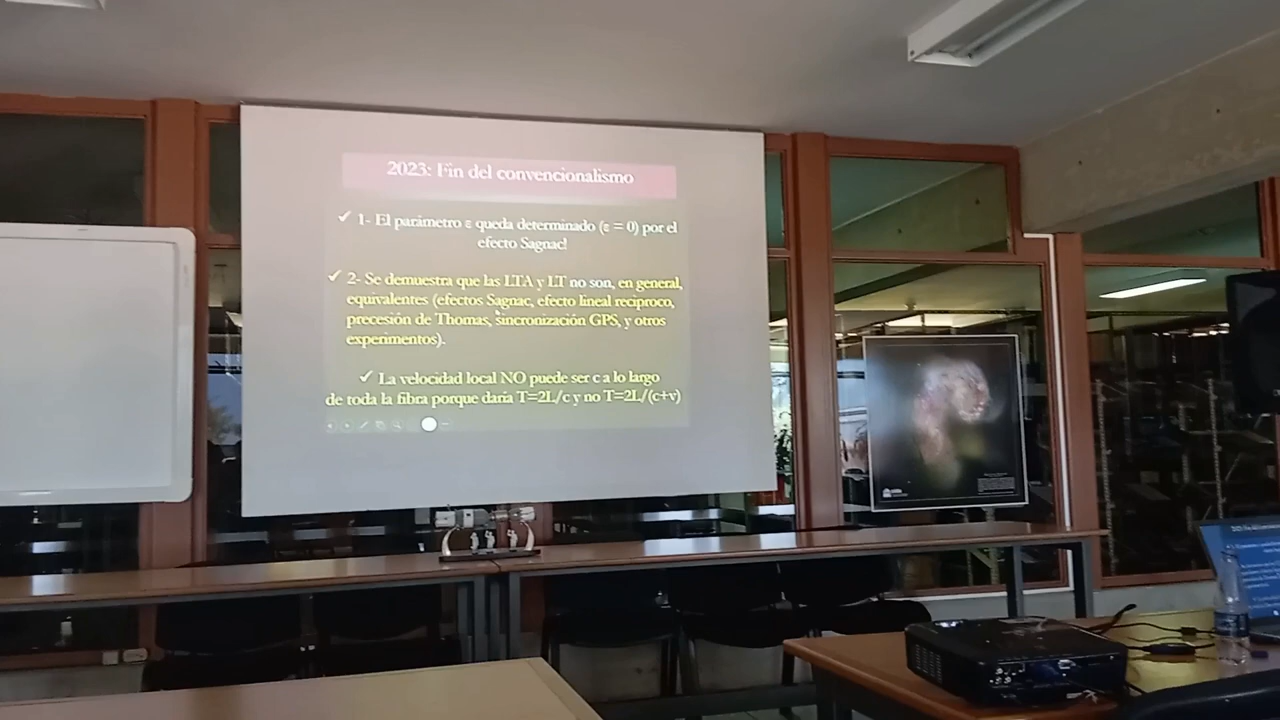 2023: Fin del convencionalismo
✓ 1- El parámetro ε queda determinado (ε = 0) por el
efecto Sagnac!
✓ 2- Se demuestra que las LTA y LT no son, en general,
equivalentes (efectos Sagnac, efecto lineal reciproco,
precesión de Thomas, sincronización GPS, y otros
experimentos).
✓ La velocidad local NO puede ser c a lo largo
de toda la fibra porque daría T=2L/c y no T=2L/(c+v)